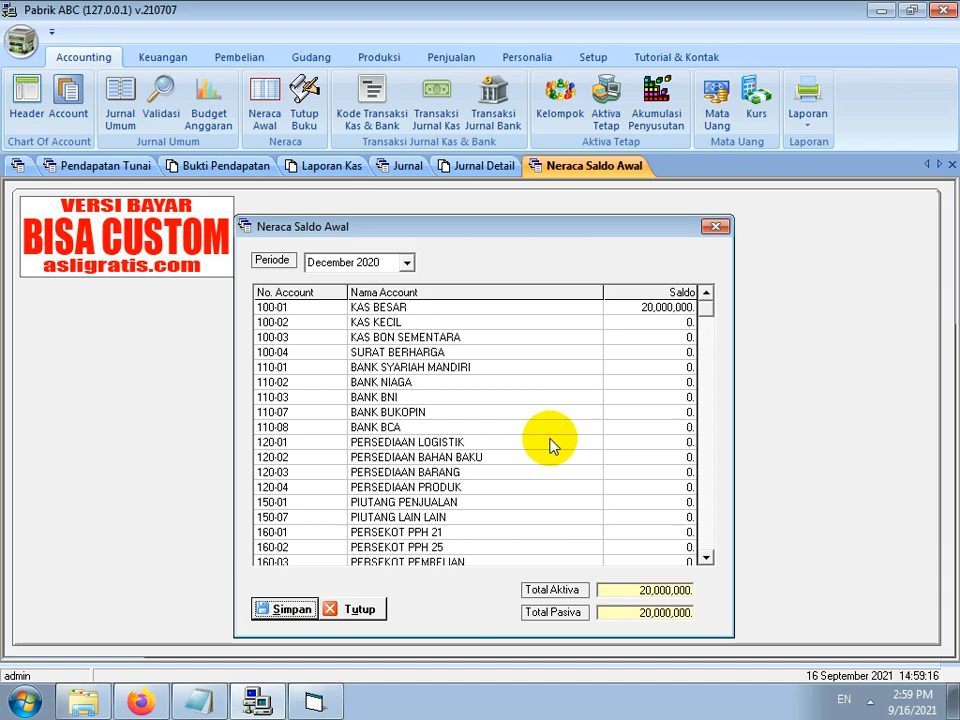 Pabrik ABC (127.0.0.1) v.210707
Accounting Keuangan Pembelian Gudang Produksi Penjualan Personalia Setup Tutorial & Kontak
Header Account Jurnal Umum Validasi Budget Anggaran Neraca Awal Tutup Buku Kode Transaksi Kas & Bank Transaksi Jurnal Kas Transaksi Jurnal Bank Kelompok Aktiva Tetap Akumulasi Penyusutan Mata Uang Kurs Laporan
Chart Of Account Jurnal Umum Neraca Transaksi Jurnal Kas & Bank Aktiva Tetap Mata Uang Laporan
Pendapatan Tunai Bukti Pendapatan Laporan Kas Jurnal Jurnal Detail Neraca Saldo Awal
VERSI BAYAR
BISA CUSTOM
asligratis.com
Neraca Saldo Awal
Periode December 2020
No. Account Nama Account Saldo
100-01 KAS BESAR 20,000,000.
100-02 KAS KECIL 0.
100-03 KAS BON SEMENTARA 0.
100-04 SURAT BERHARGA 0.
110-01 BANK SYARIAH MANDIRI 0.
110-02 BANK NIAGA 0.
110-03 BANK BNI 0.
110-07 BANK BUKOPIN 0.
110-08 BANK BCA 0.
120-01 PERSEDIAAN LOGISTIK 0.
120-02 PERSEDIAAN BAHAN BAKU 0.
120-03 PERSEDIAAN BARANG 0.
120-04 PERSEDIAAN PRODUK 0.
150-01 PIUTANG PENJUALAN 0.
150-07 PIUTANG LAIN LAIN 0.
160-01 PERSEKOT PPH 21 0.
160-02 PERSEKOT PPH 25 0.
160-03 PERSEKOT PEMBELIAN 0
Total Aktiva 20,000,000.
Simpan Tutup
Total Pasiva 20,000,000.
admin 16 September 2021 14:59:16
EN 2:59 PM
9/16/2021